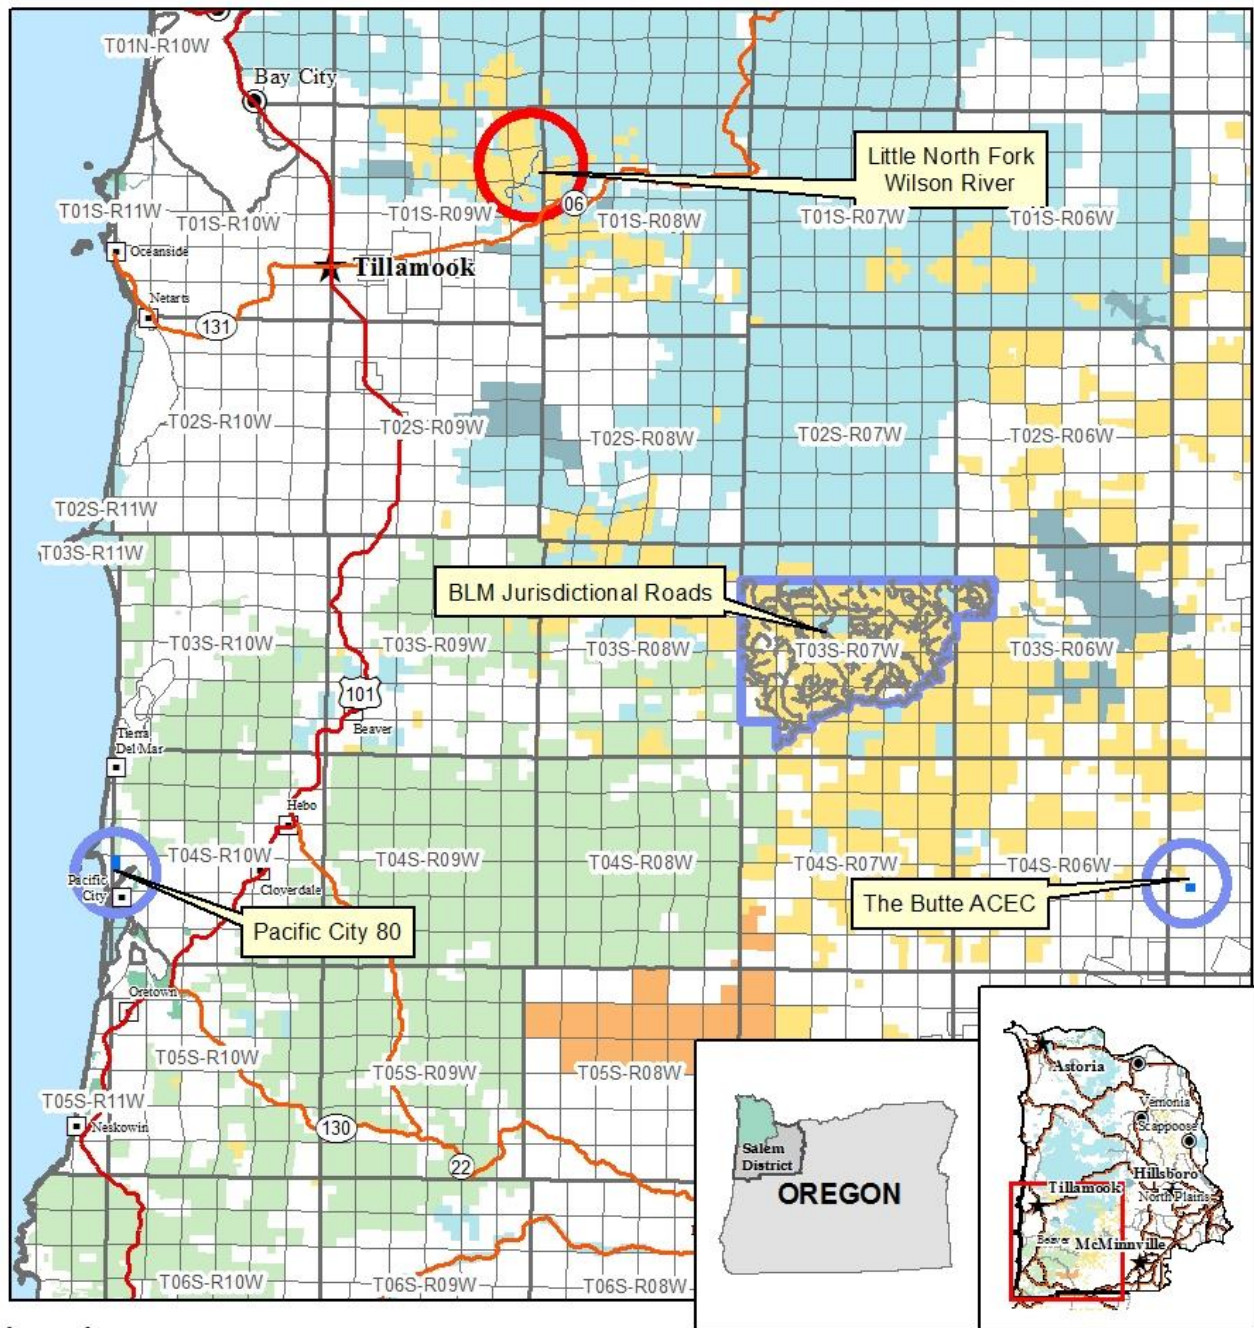 T01N-R10W
Bay City
Little North Fork
Wilson River
T01S-R11W
T01S-R10W
T01S-R09W
06
T01S-R08W
T01S-R07W
T01S-R06W
Oceanside
Tillamook
Netarts
131
T02S-R10W
T02S-R09W
T02S-R08W
T02S-R07W
T02S-R06W
T02S-R11W
T03S-R11W
BLM Jurisdictional Roads
T03S-R10W
T03S-R09W
T03S-R08W
T03S-R07W
T03S-R06W
101
Beaver
Tierra
Del Mar
Hebo
T04S-R10W
T04S-R09W
T04S-R08W
T04S-R07W
T04S-R06W
Pacific
City
Cloverdale
The Butte ACEC
Pacific City 80
Oretown
T05S-R10W
T05S-R09W
T05S-R08W
T05S-R11W
Neskowin
130
22
T06S-R10W
T06S-R09W
T06S-R08W
Salem
District
OREGON
Astoria
Vernonia
Scappoose
Hillsboro
Tillamook
North Plains
Beaver
McMinnville